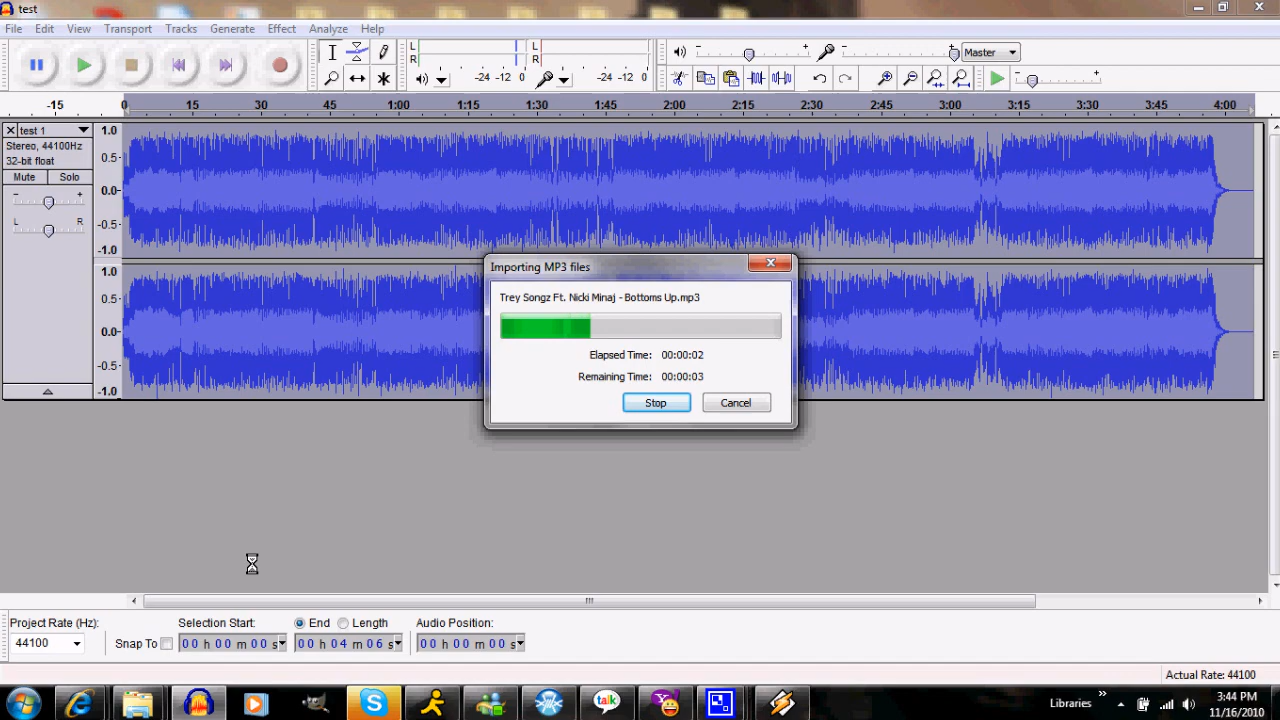 test
File Edit View Transport Tracks Generate Effect Analyze Help
L
R
-24 -12 0
L
R
-24 -12 0
Master
-15 0 15 30 45 1:00 1:15 1:30 1:45 2:00 2:15 2:30 2:45 3:00 3:15 3:30 3:45 4:00
test 1
Stereo, 44100Hz
32-bit float
Mute Solo
- +
L R
1.0
0.5-
0.0-
-0.5-
-1.0
1.0
0.5-
0.0-
-0.5-
-1.0
Importing MP3 files
Trey Songz Ft. Nicki Minaj - Bottoms Up.mp3
Elapsed Time: 00:00:02
Remaining Time: 00:00:03
Stop Cancel
Project Rate (Hz): Selection Start: End Length Audio Position:
44100 Snap To 00 h 00 m 00 s 00 h 04 m 06 s 00 h 00 m 00 s
Actual Rate: 44100
talk
Libraries
3:44 PM
11/16/2010